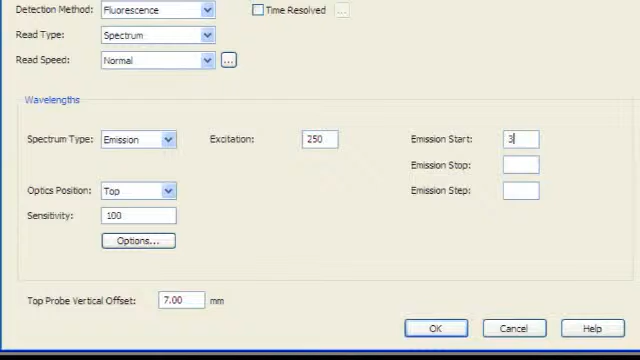 Detection Method: Fluorescence Time Resolved ...
Read Type: Spectrum
Read Speed: Normal ...
Wavelengths
Spectrum Type: Emission Excitation: 250 Emission Start: 3
Emission Stop:
Optics Position: Top Emission Step:
Sensitivity: 100
Options...
Top Probe Vertical Offset: 7.00 mm
OK Cancel Help